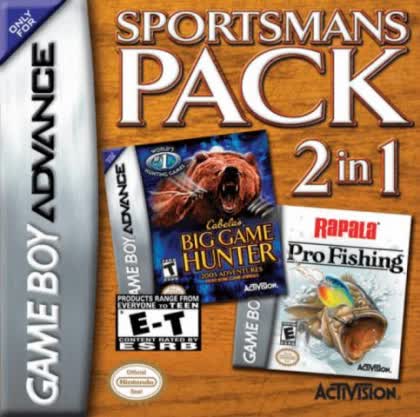 ONLY FOR
GAME BOY ADVANCE
SPORTSMANS
PACK
2 in 1
GAME BOY ADVANCE
WORLD'S
#1
HUNTING GAME!
Cabela's
BIG GAME
HUNTER
2005 ADVENTURES
T
ACTIVISION
Rapala
Pro Fishing
E
ACTIVISION
PRODUCTS RANGE FROM
EVERYONE TO TEEN
E-T
CONTENT RATED BY
ESRB
Official
Nintendo
Seal
ACTIVISION